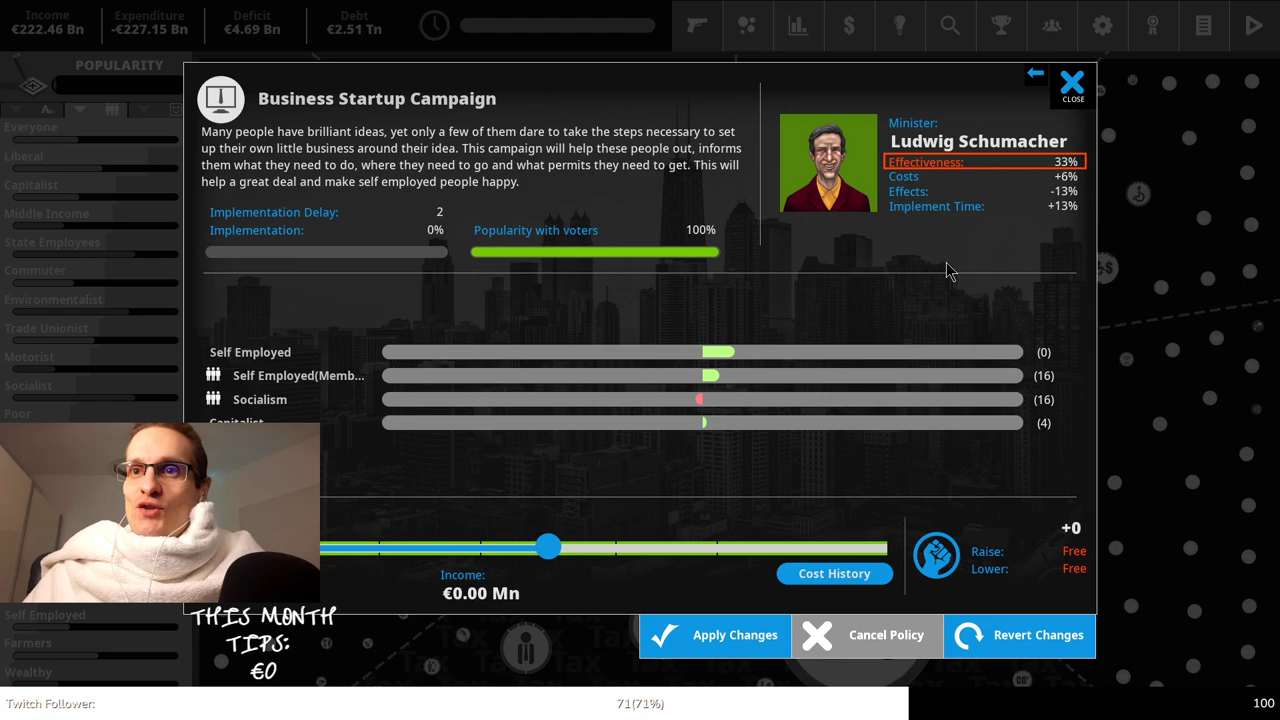 Income
€222.46 Bn
Expenditure
-€227.15 Bn
Deficit
€4.69 Bn
Debt
€2.51 Tn
POPULARITY
Everyone
Liberal
Capitalist
Middle Income
State Employees
Commuter
Environmentalist
Trade Unionist
Motorist
Socialist
Poor
Self Employed
Farmers
Wealthy
Business Startup Campaign
Many people have brilliant ideas, yet only a few of them dare to take the steps necessary to set
up their own little business around their idea. This campaign will help these people out, informs
them what they need to do, where they need to go and what permits they need to get. This will
help a great deal and make self employed people happy.
Implementation Delay: 2
Implementation: 0%
Popularity with voters 100%
CLOSE
Minister:
Ludwig Schumacher
Effectiveness: 33%
Costs +6%
Effects: -13%
Implement Time: +13%
Self Employed (0)
Self Employed(Memb... (16)
Socialism (16)
Capitalist (4)
Income:
€0.00 Mn
Cost History
+0
Raise: Free
Lower: Free
Apply Changes
Cancel Policy
Revert Changes
THIS MONTH
TIPS:
€0
Twitch Follower: 71(71%) 100